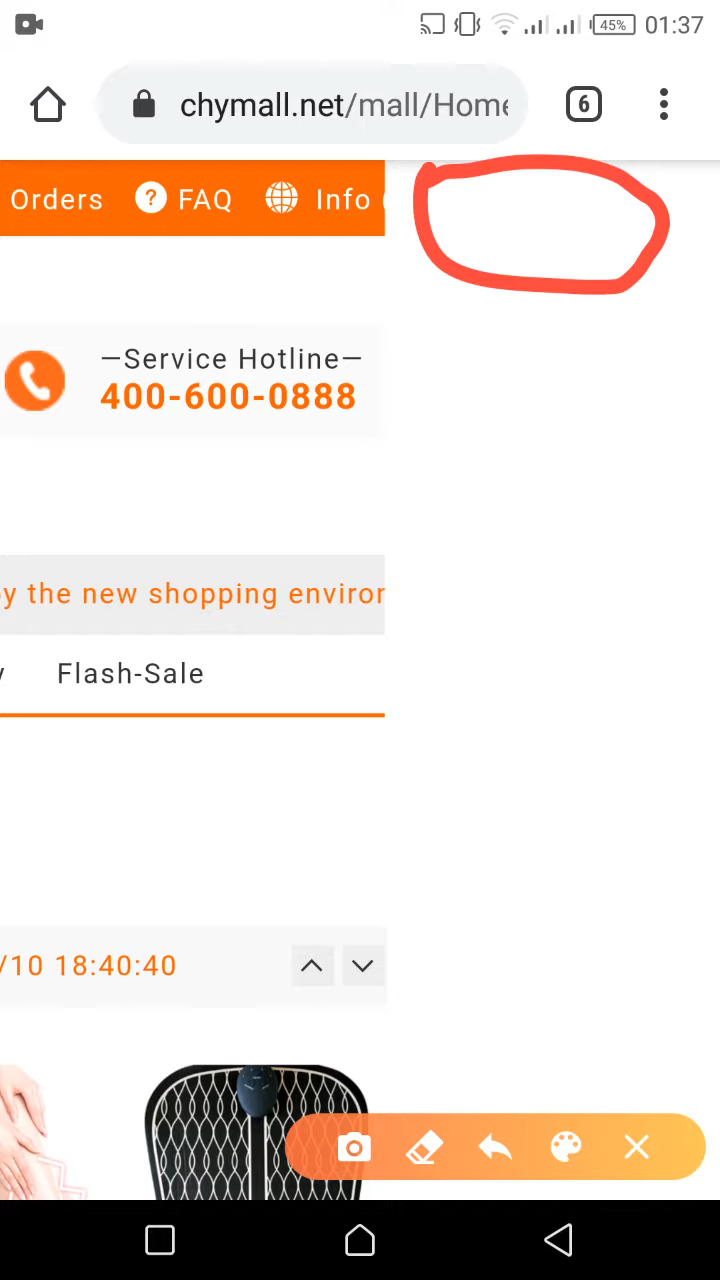 45% 01:37
chymall.net/mall/Home
6
Orders ? FAQ Info
—Service Hotline—
400-600-0888
y the new shopping enviror
y Flash-Sale
/10 18:40:40